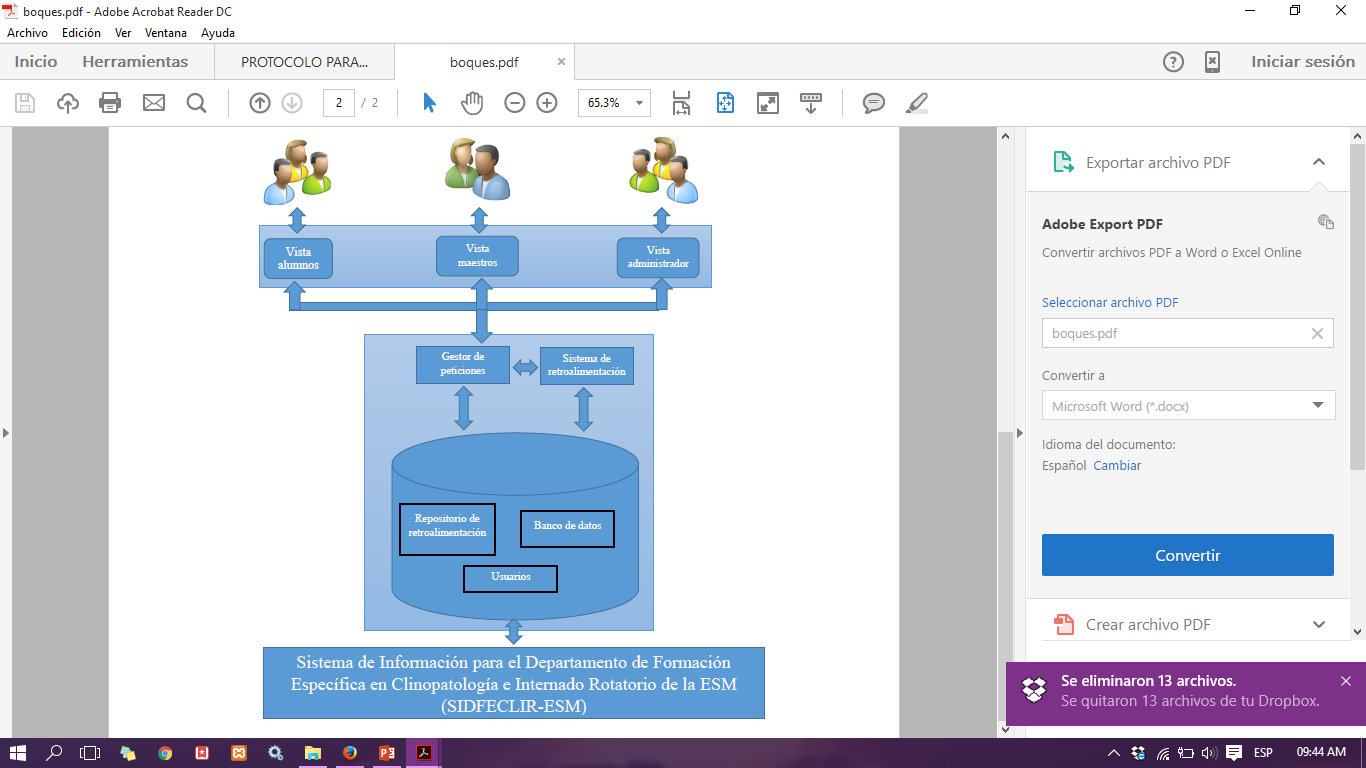 boques.pdf - Adobe Acrobat Reader DC
Archivo Edición Ver Ventana Ayuda
Inicio Herramientas PROTOCOLO PARA... boques.pdf × Iniciar sesión
2 / 2 65.3%
Vista
alumnos
Vista
maestros
Vista
administrador
Gestor de
peticiones
Sistema de
retroalimentación
Repositorio de
retroalimentación
Banco de datos
Usuarios
Sistema de Información para el Departamento de Formación
Específica en Clinopatología e Internado Rotatorio de la ESM
(SIDFECLIR-ESM)
Exportar archivo PDF
Adobe Export PDF
Convertir archivos PDF a Word o Excel Online
Seleccionar archivo PDF
boques.pdf
Convertir a
Microsoft Word (*.docx)
Idioma del documento:
Español Cambiar
Convertir
Crear archivo PDF
Se eliminaron 13 archivos.
Se quitaron 13 archivos de tu Dropbox.
ESP 09:44 AM